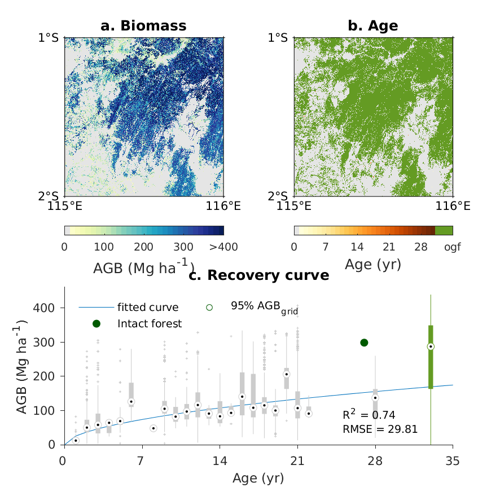 a. Biomass
b. Age
1°S
1°S
2°S
2°S
115°E
116°E
115°E
116°E
0 100 200 300 >400
0 7 14 21 28 ogf
AGB (Mg ha-1)
Age (yr)
c. Recovery curve
fitted curve
95% AGBgrid
Intact forest
AGB (Mg ha-1)
400
300
200
100
0
R2 = 0.74
RMSE = 29.81
0 7 14 21 28 35
Age (yr)